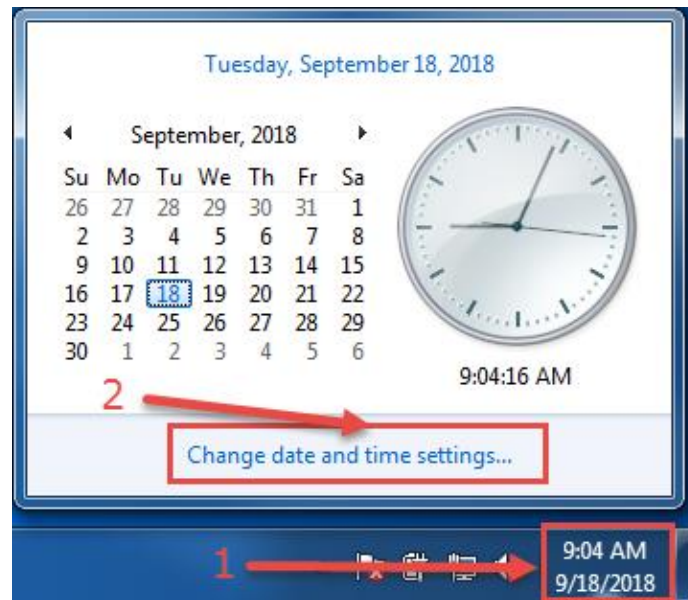 Tuesday, September 18, 2018
September, 2018
Su Mo Tu We Th Fr Sa
26 27 28 29 30 31 1
2 3 4 5 6 7 8
9 10 11 12 13 14 15
16 17 18 19 20 21 22
23 24 25 26 27 28 29
30 1 2 3 4 5 6
9:04:16 AM
2
Change date and time settings...
1
9:04 AM
9/18/2018